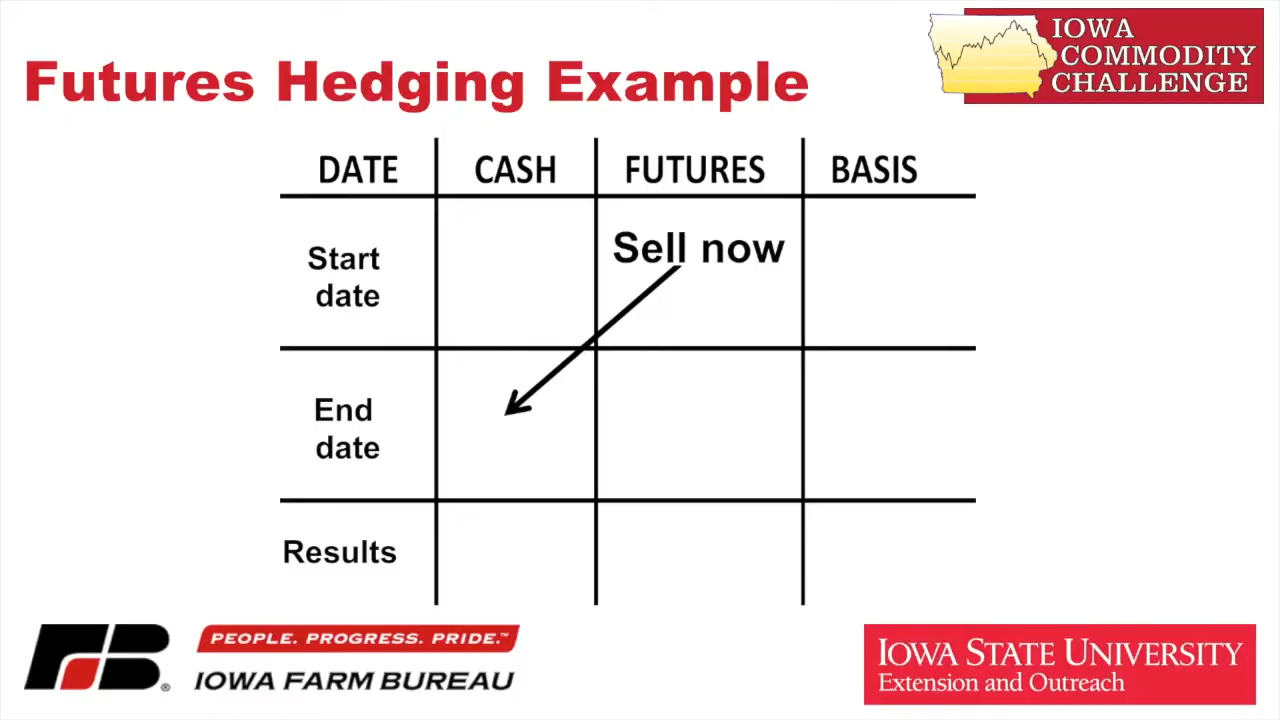 IOWA
COMMODITY
CHALLENGE
Futures Hedging Example
DATE CASH FUTURES BASIS
Start
date
Sell now
End
date
Results
FB®
PEOPLE. PROGRESS. PRIDE.™
IOWA FARM BUREAU
IOWA STATE UNIVERSITY
Extension and Outreach